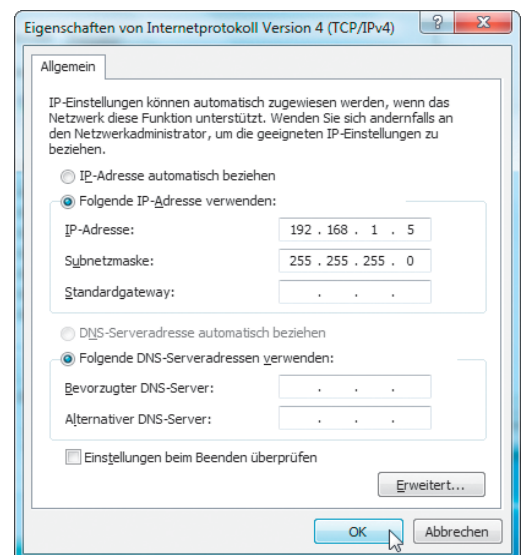 Eigenschaften von Internetprotokoll Version 4 (TCP/IPv4)
Allgemein
IP-Einstellungen können automatisch zugewiesen werden, wenn das
Netzwerk diese Funktion unterstützt. Wenden Sie sich andernfalls an
den Netzwerkadministrator, um die geeigneten IP-Einstellungen zu
beziehen.
IP-Adresse automatisch beziehen
Folgende IP-Adresse verwenden:
IP-Adresse: 192 . 168 . 1 . 5
Subnetzmaske: 255 . 255 . 255 . 0
Standardgateway: . . .
DNS-Serveradresse automatisch beziehen
Folgende DNS-Serveradressen verwenden:
Bevorzugter DNS-Server: . . .
Alternativer DNS-Server: . . .
Einstellungen beim Beenden überprüfen
Erweitert...
OK Abbrechen